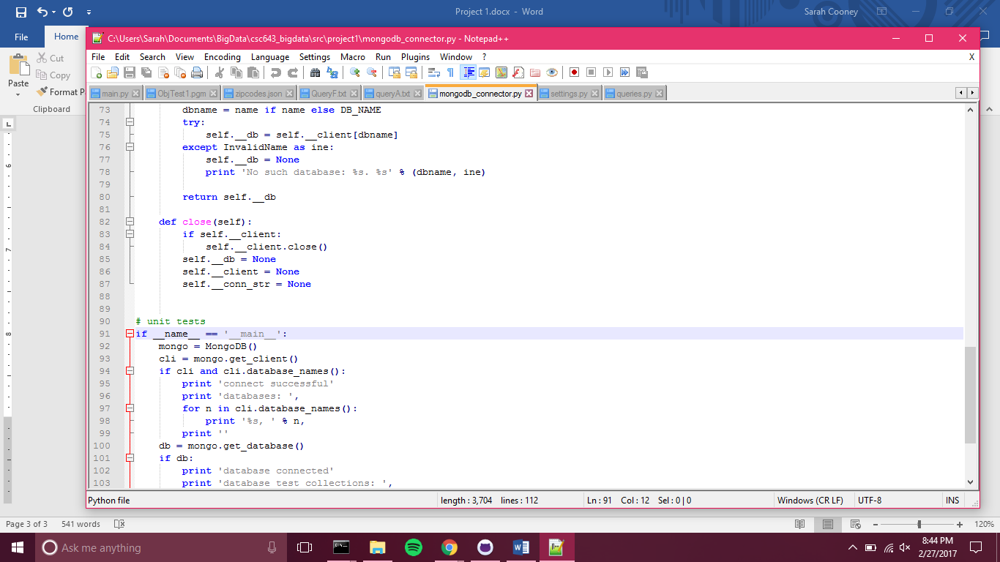 Project 1.docx - Word
Sarah Cooney
File Home
Cut
Copy
Paste
Format P
Clipboard
C:\Users\Sarah\Documents\BigData\csc643_bigdata\src\project1\mongodb_connector.py - Notepad++
File Edit Search View Encoding Language Settings Macro Run Plugins Window ? X
main.py ObjTest1.pgm zipcodes.json QueryF.txt queryA.txt mongodb_connector.py settings.py queries.py
73 dbname = name if name else DB_NAME
74 try:
75 self.__db = self.__client[dbname]
76 except InvalidName as ine:
77 self.__db = None
78 print 'No such database: %s. %s' % (dbname, ine)
79
80 return self.__db
81
82 def close(self):
83 if self.__client:
84 self.__client.close()
85 self.__db = None
86 self.__client = None
87 self.__conn_str = None
88
89
90 # unit tests
91 if __name__ == '__main__':
92 mongo = MongoDB()
93 cli = mongo.get_client()
94 if cli and cli.database_names():
95 print 'connect successful'
96 print 'databases: ',
97 for n in cli.database_names():
98 print '%s, ' % n,
99 print ''
100 db = mongo.get_database()
101 if db:
102 print 'database connected'
103 print 'database test collections: ',
Python file length : 3,704 lines : 112 Ln : 91 Col : 12 Sel : 0 | 0 Windows (CR LF) UTF-8 INS
Page 3 of 3 541 words 120%
Ask me anything
8:44 PM
2/27/2017